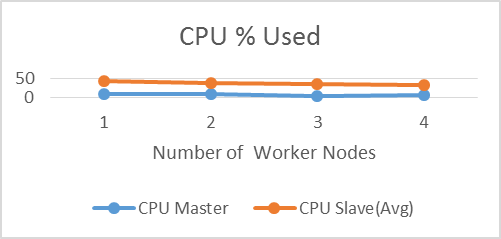 CPU % Used
50
0
1 2 3 4
Number of  Worker Nodes
CPU Master CPU Slave(Avg)